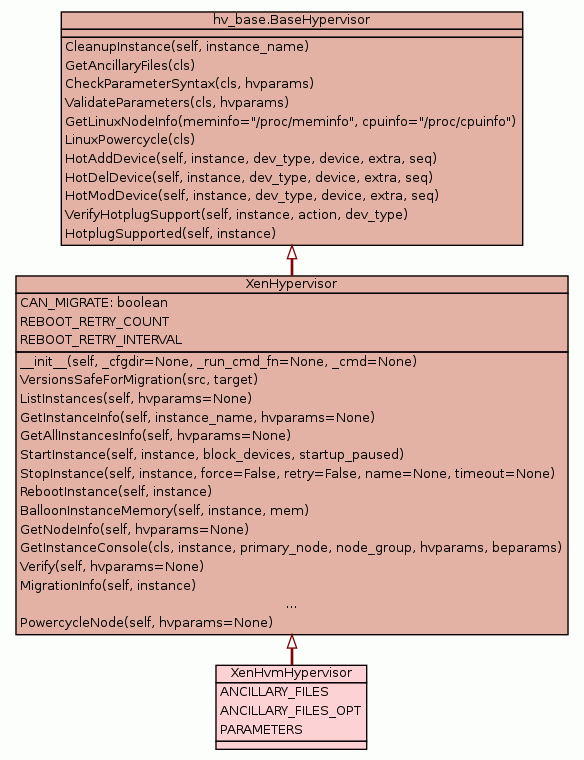 hv_base.BaseHypervisor
CleanupInstance(self, instance_name)
GetAncillaryFiles(cls)
CheckParameterSyntax(cls, hvparams)
ValidateParameters(cls, hvparams)
GetLinuxNodeInfo(meminfo="/proc/meminfo", cpuinfo="/proc/cpuinfo")
LinuxPowercycle(cls)
HotAddDevice(self, instance, dev_type, device, extra, seq)
HotDelDevice(self, instance, dev_type, device, extra, seq)
HotModDevice(self, instance, dev_type, device, extra, seq)
VerifyHotplugSupport(self, instance, action, dev_type)
HotplugSupported(self, instance)
XenHypervisor
CAN_MIGRATE: boolean
REBOOT_RETRY_COUNT
REBOOT_RETRY_INTERVAL
__init__(self, _cfgdir=None, _run_cmd_fn=None, _cmd=None)
VersionsSafeForMigration(src, target)
ListInstances(self, hvparams=None)
GetInstanceInfo(self, instance_name, hvparams=None)
GetAllInstancesInfo(self, hvparams=None)
StartInstance(self, instance, block_devices, startup_paused)
StopInstance(self, instance, force=False, retry=False, name=None, timeout=None)
RebootInstance(self, instance)
BalloonInstanceMemory(self, instance, mem)
GetNodeInfo(self, hvparams=None)
GetInstanceConsole(cls, instance, primary_node, node_group, hvparams, beparams)
Verify(self, hvparams=None)
MigrationInfo(self, instance)
...
PowercycleNode(self, hvparams=None)
XenHvmHypervisor
ANCILLARY_FILES
ANCILLARY_FILES_OPT
PARAMETERS